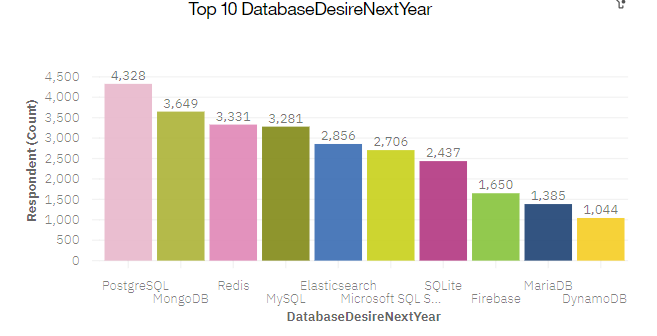 Top 10 DatabaseDesireNextYear
Respondent (Count)
4,500
4,000
3,500
3,000
2,500
2,000
1,500
1,000
500
0
4,328
3,649
3,331
3,281
2,856
2,706
2,437
1,650
1,385
1,044
PostgreSQL
MongoDB
Redis
MySQL
Elasticsearch
Microsoft SQL S...
SQLite
Firebase
MariaDB
DynamoDB
DatabaseDesireNextYear